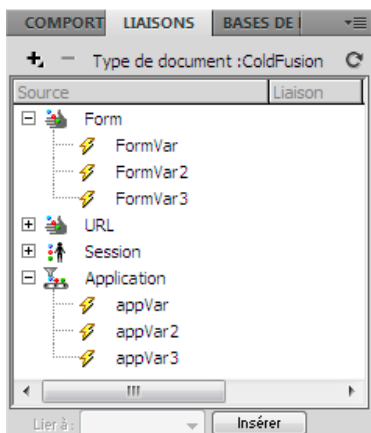 COMPORT LIAISONS BASES DE
Type de document :ColdFusion
Source Liaison
Form
FormVar
FormVar2
FormVar3
URL
Session
Application
appVar
appVar2
appVar3
Lier à : Insérer